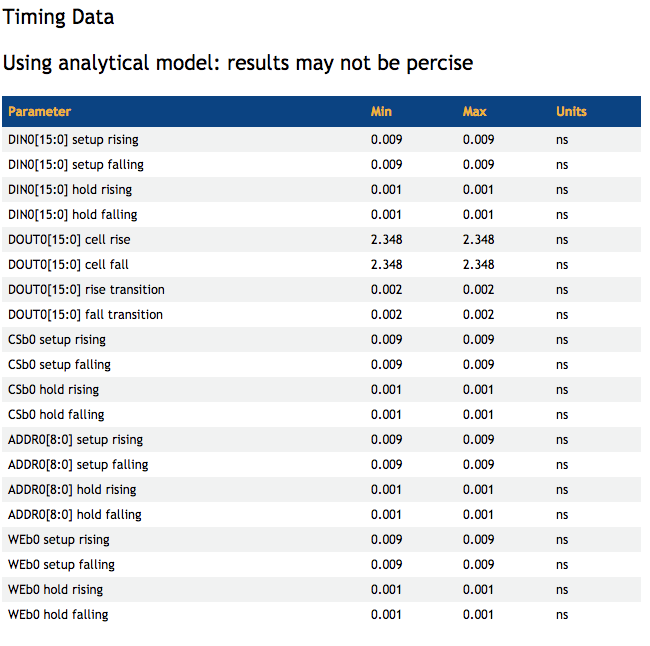 Timing Data
Using analytical model: results may not be percise
Parameter Min Max Units
DIN0[15:0] setup rising 0.009 0.009 ns
DIN0[15:0] setup falling 0.009 0.009 ns
DIN0[15:0] hold rising 0.001 0.001 ns
DIN0[15:0] hold falling 0.001 0.001 ns
DOUT0[15:0] cell rise 2.348 2.348 ns
DOUT0[15:0] cell fall 2.348 2.348 ns
DOUT0[15:0] rise transition 0.002 0.002 ns
DOUT0[15:0] fall transition 0.002 0.002 ns
CSb0 setup rising 0.009 0.009 ns
CSb0 setup falling 0.009 0.009 ns
CSb0 hold rising 0.001 0.001 ns
CSb0 hold falling 0.001 0.001 ns
ADDR0[8:0] setup rising 0.009 0.009 ns
ADDR0[8:0] setup falling 0.009 0.009 ns
ADDR0[8:0] hold rising 0.001 0.001 ns
ADDR0[8:0] hold falling 0.001 0.001 ns
WEb0 setup rising 0.009 0.009 ns
WEb0 setup falling 0.009 0.009 ns
WEb0 hold rising 0.001 0.001 ns
WEb0 hold falling 0.001 0.001 ns